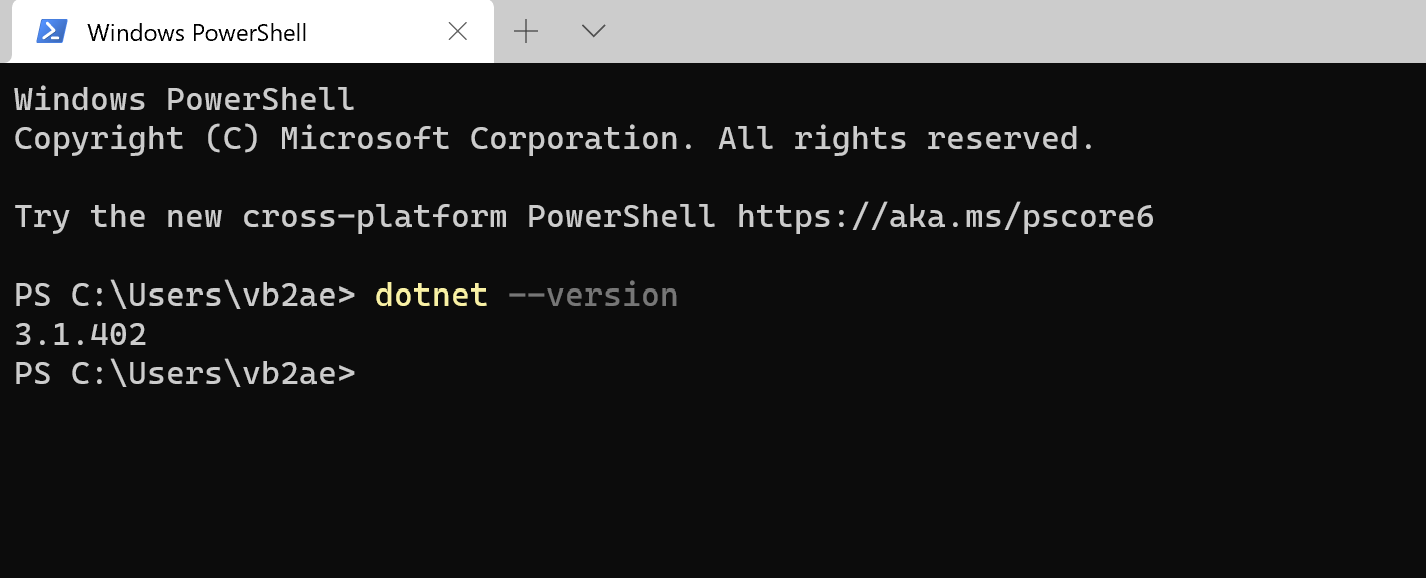 Windows PowerShell
Windows PowerShell
Copyright (C) Microsoft Corporation. All rights reserved.
Try the new cross-platform PowerShell https://aka.ms/pscore6
PS C:\Users\vb2ae> dotnet --version
3.1.402
PS C:\Users\vb2ae>